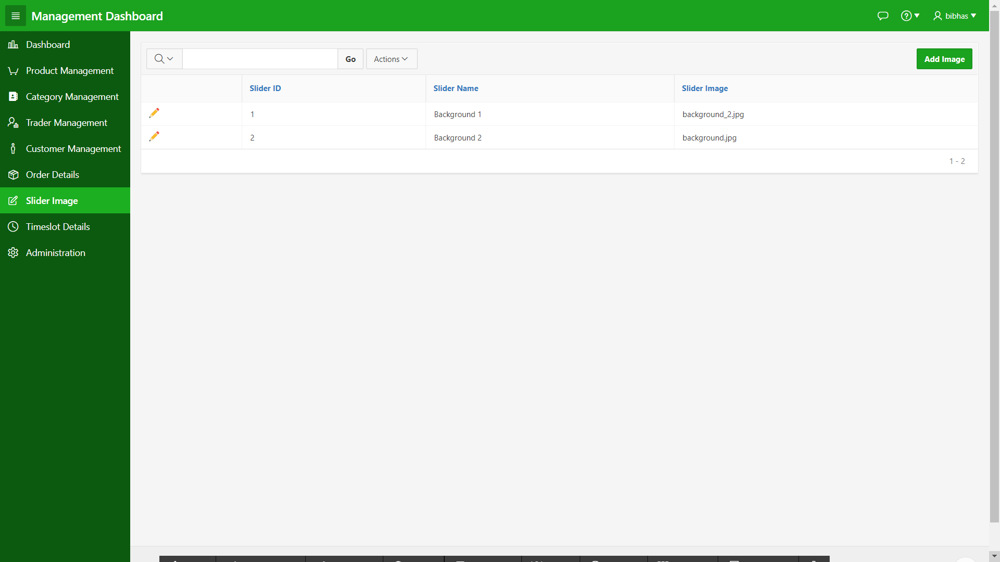 Management Dashboard
bibhas
Dashboard
Product Management
Category Management
Trader Management
Customer Management
Order Details
Slider Image
Timeslot Details
Administration
Go
Actions
Add Image
Slider ID
Slider Name
Slider Image
1
Background 1
background_2.jpg
2
Background 2
background.jpg
1 - 2